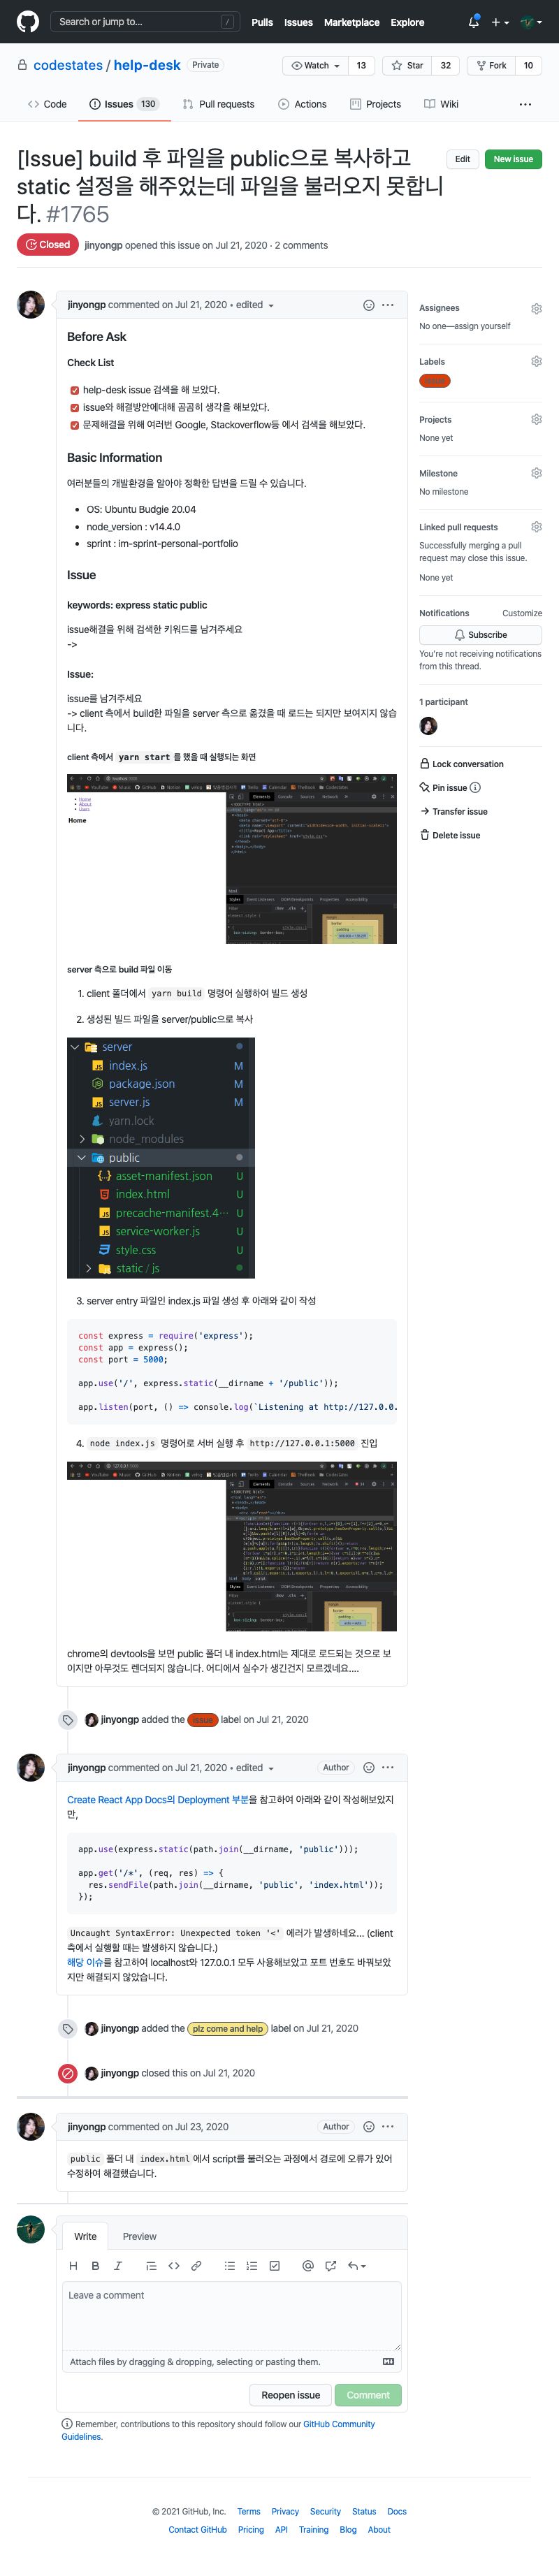 Search or jump to...
/
Pulls Issues Marketplace Explore
codestates / help-desk Private
Watch 13 Star 32 Fork 10
Code Issues 130 Pull requests Actions Projects Wiki
[Issue] build 후 파일을 public으로 복사하고
static 설정을 해주었는데 파일을 불러오지 못합니
다. #1765
Edit New issue
Closed jinyongp opened this issue on Jul 21, 2020 · 2 comments
jinyongp commented on Jul 21, 2020 • edited
Before Ask
Check List
help-desk issue 검색을 해 보았다.
issue와 해결방안에대해 곰곰히 생각을 해보았다.
문제해결을 위해 여러번 Google, Stackoverflow등 에서 검색을 해보았다.
Basic Information
여러분들의 개발환경을 알아야 정확한 답변을 드릴 수 있습니다.
OS: Ubuntu Budgie 20.04
node_version : v14.4.0
sprint : im-sprint-personal-portfolio
Issue
keywords: express static public
issue해결을 위해 검색한 키워드를 남겨주세요
->
Issue:
issue를 남겨주세요
-> client 측에서 build한 파일을 server 측으로 옮겼을 때 로드는 되지만 보여지지 않습
니다.
client 측에서 yarn start 를 했을 때 실행되는 화면
Home
About
Users
Home
server 측으로 build 파일 이동
1. client 폴더에서 yarn build 명령어 실행하여 빌드 생성
2. 생성된 빌드 파일을 server/public으로 복사
server
index.js M
package.json M
server.js M
yarn.lock
node_modules
public
asset-manifest.json U
index.html U
precache-manifest.4··· U
service-worker.js U
style.css U
static / js
3. server entry 파일인 index.js 파일 생성 후 아래와 같이 작성
const express = require('express');
const app = express();
const port = 5000;
app.use('/', express.static(__dirname + '/public'));
app.listen(port, () => console.log(`Listening at http://127.0.0.
4. node index.js 명령어로 서버 실행 후 http://127.0.0.1:5000 진입
chrome의 devtools을 보면 public 폴더 내 index.html는 제대로 로드되는 것으로 보
이지만 아무것도 렌더되지 않습니다. 어디에서 실수가 생긴건지 모르겠네요....
jinyongp added the issue label on Jul 21, 2020
jinyongp commented on Jul 21, 2020 • edited Author
Create React App Docs의 Deployment 부분을 참고하여 아래와 같이 작성해보았지
만,
app.use(express.static(path.join(__dirname, 'public')));
app.get('/*', (req, res) => {
res.sendFile(path.join(__dirname, 'public', 'index.html'));
});
Uncaught SyntaxError: Unexpected token '<' 에러가 발생하네요... (client
측에서 실행할 때는 발생하지 않습니다.)
해당 이슈를 참고하여 localhost와 127.0.0.1 모두 사용해보았고 포트 번호도 바꿔보았
지만 해결되지 않았습니다.
jinyongp added the plz come and help label on Jul 21, 2020
jinyongp closed this on Jul 21, 2020
jinyongp commented on Jul 23, 2020 Author
public 폴더 내 index.html 에서 script를 불러오는 과정에서 경로에 오류가 있어
수정하여 해결했습니다.
Write Preview
Leave a comment
Attach files by dragging & dropping, selecting or pasting them.
Reopen issue Comment
Remember, contributions to this repository should follow our GitHub Community
Guidelines.
Assignees
No one—assign yourself
Labels
issue
Projects
None yet
Milestone
No milestone
Linked pull requests
Successfully merging a pull
request may close this issue.
None yet
Notifications Customize
Subscribe
You're not receiving notifications
from this thread.
1 participant
Lock conversation
Pin issue
Transfer issue
Delete issue
© 2021 GitHub, Inc. Terms Privacy Security Status Docs
Contact GitHub Pricing API Training Blog About